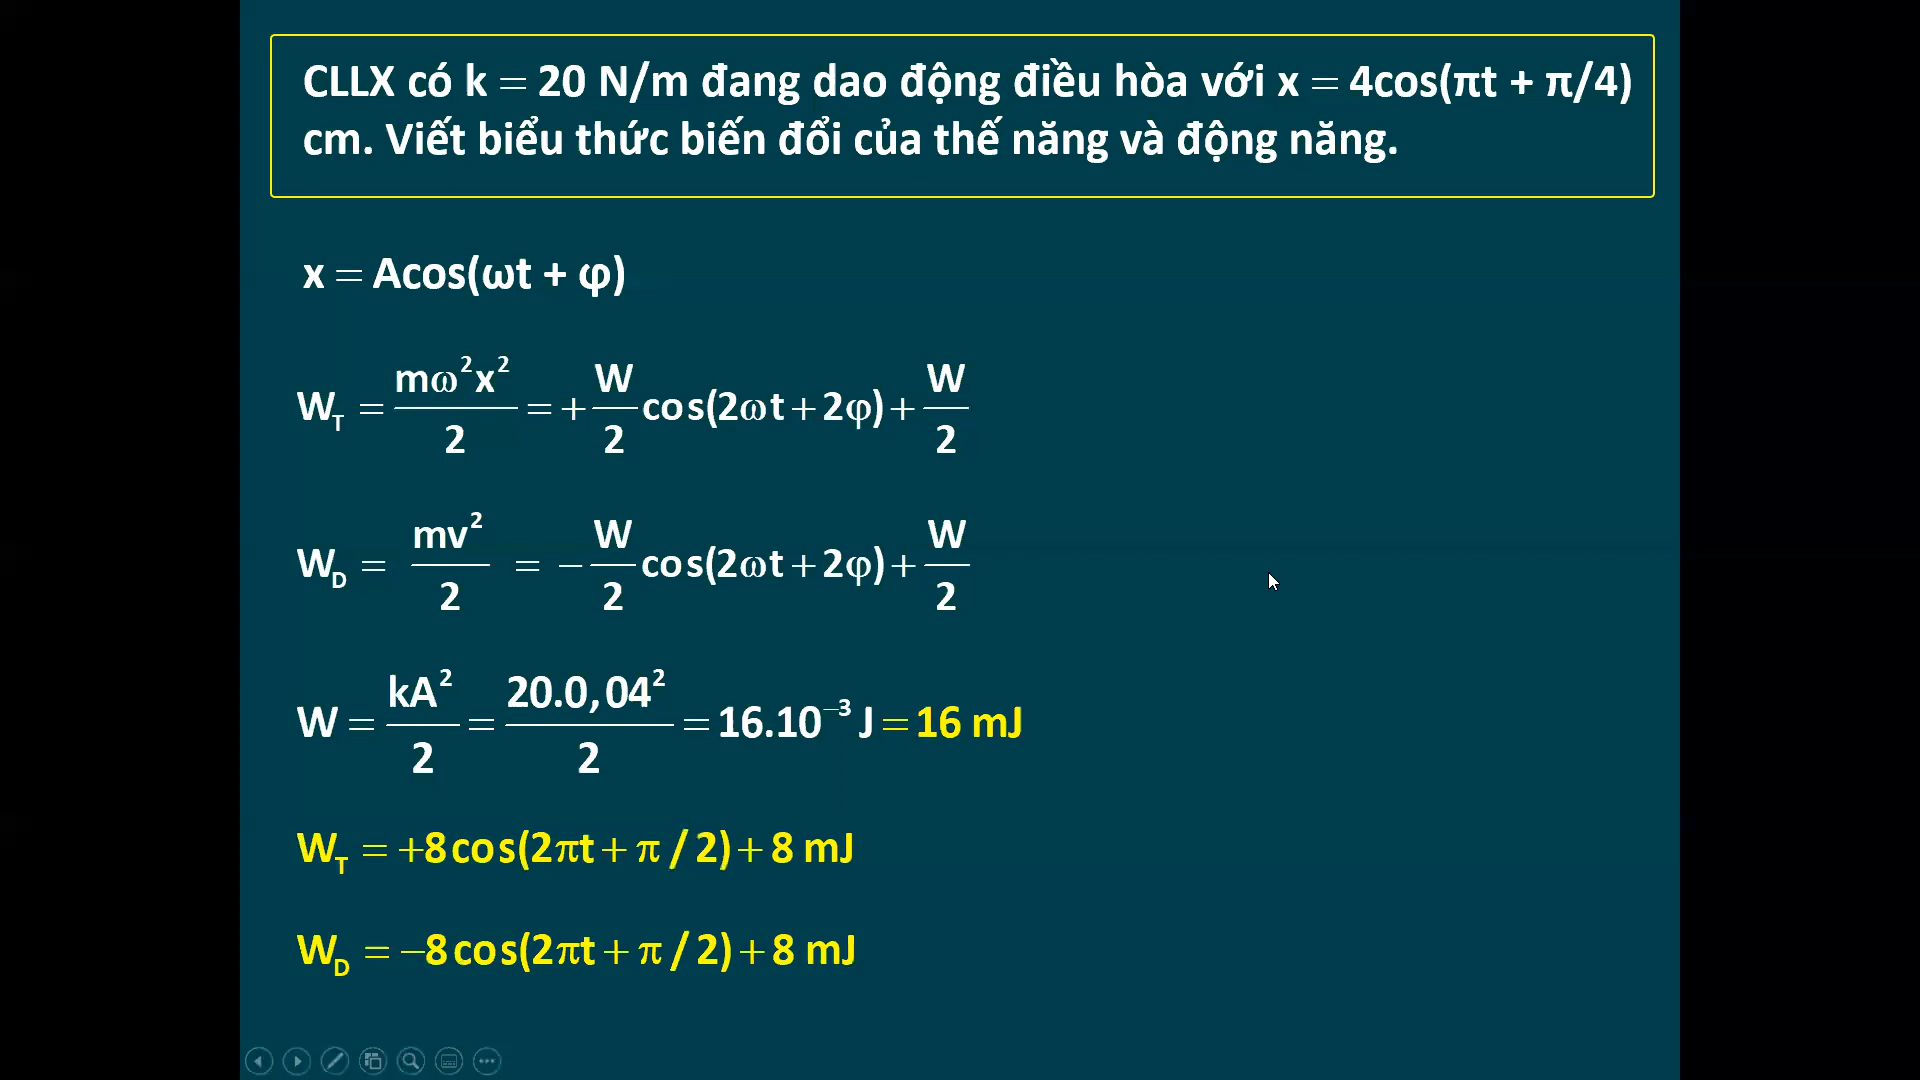 CLLX có k = 20 N/m đang dao động điều hòa với x = 4cos(πt + π/4)
cm. Viết biểu thức biến đổi của thế năng và động năng.
x = Acos(ωt + φ)
W_T = mω²x²/2 = +W/2 cos(2ωt + 2φ) + W/2
W_D = mv²/2 = −W/2 cos(2ωt + 2φ) + W/2
W = kA²/2 = 20.0,04²/2 = 16.10⁻³ J = 16 mJ
W_T = +8cos(2πt + π / 2) + 8 mJ
W_D = −8cos(2πt + π / 2) + 8 mJ